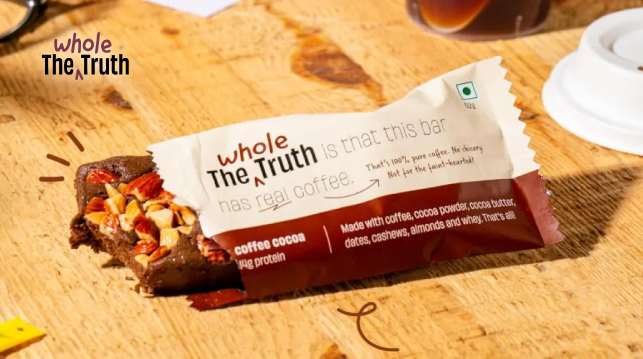 whole
The Truth
whole
The Truth is that this bar
has real coffee.
That's 100% pure coffee. No chicory.
Not for the faint-hearted!
coffee cocoa
14g protein
Made with coffee, cocoa powder, cocoa butter,
dates, cashews, almonds and whey. That's all!